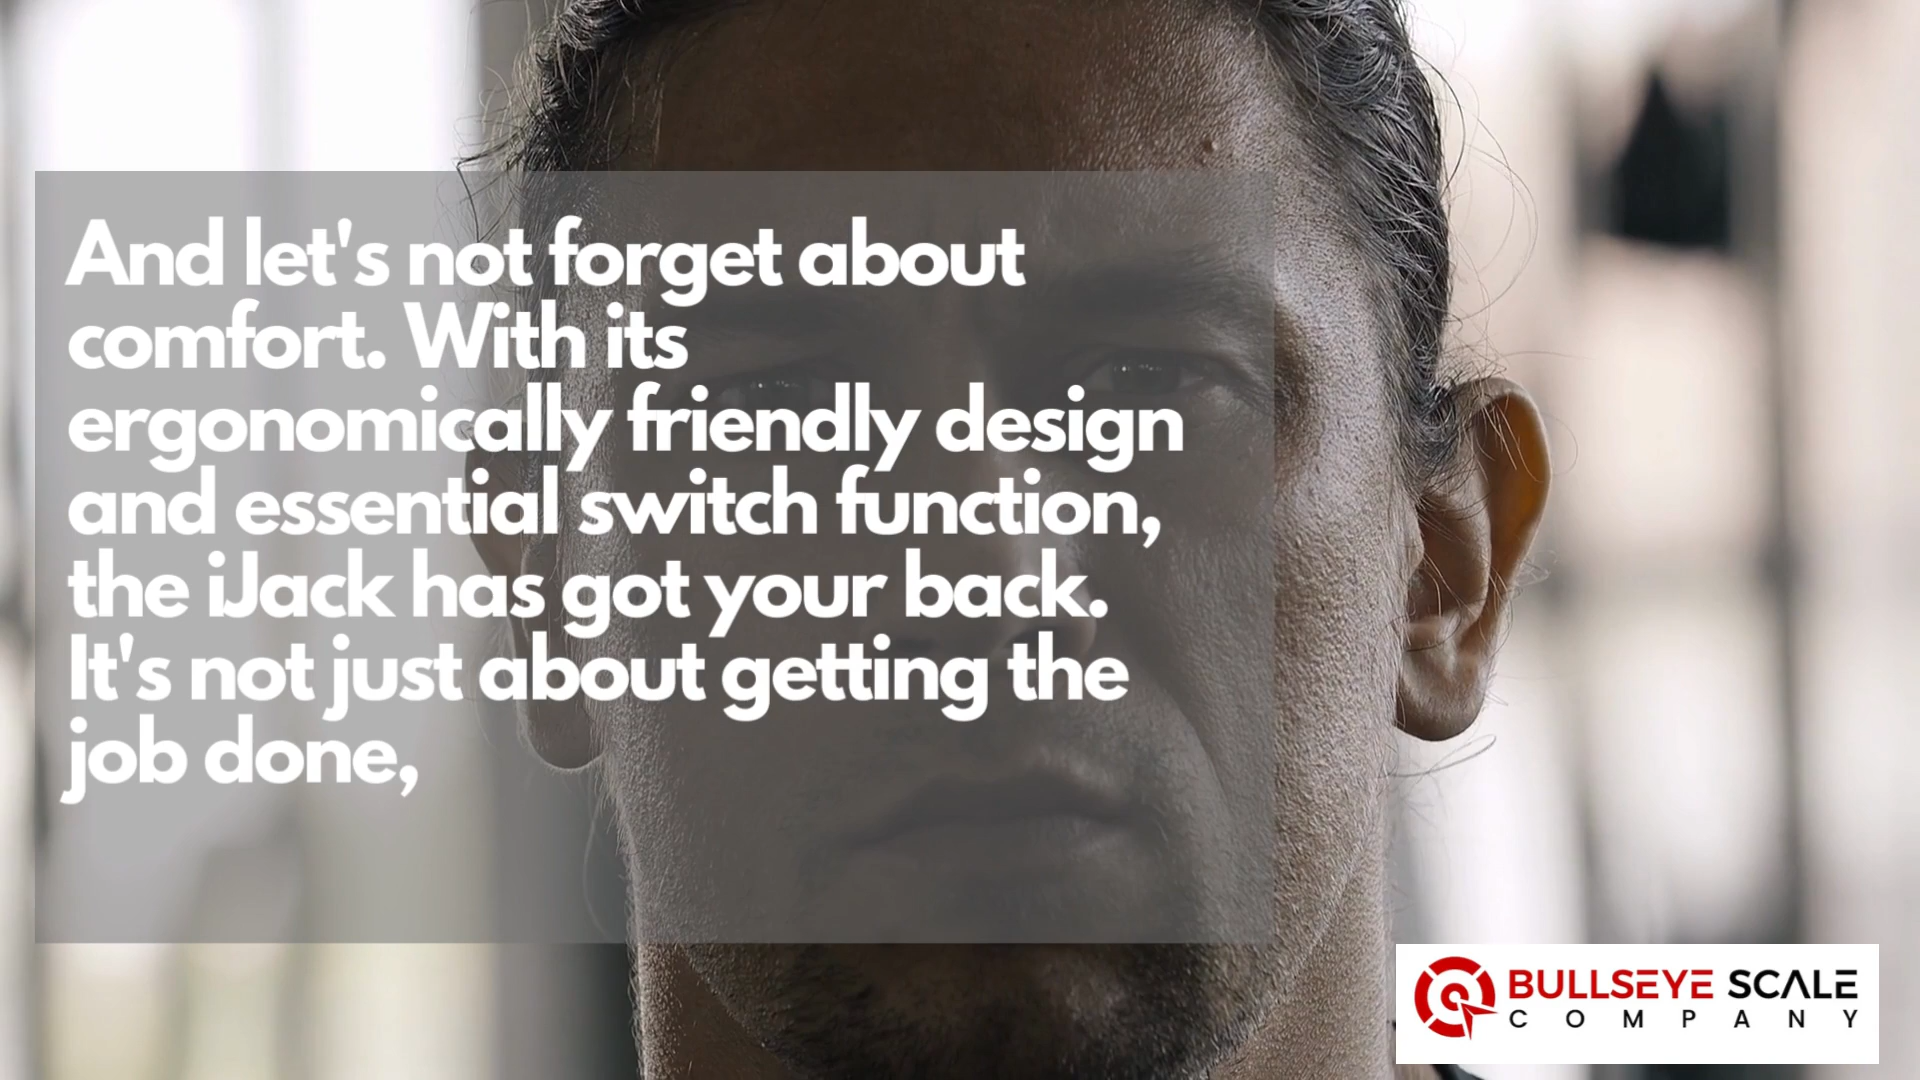 And let's not forget about
comfort. With its
ergonomically friendly design
and essential switch function,
the iJack has got your back.
It's not just about getting the
job done,
BULLSEYE SCALE
COMPANY